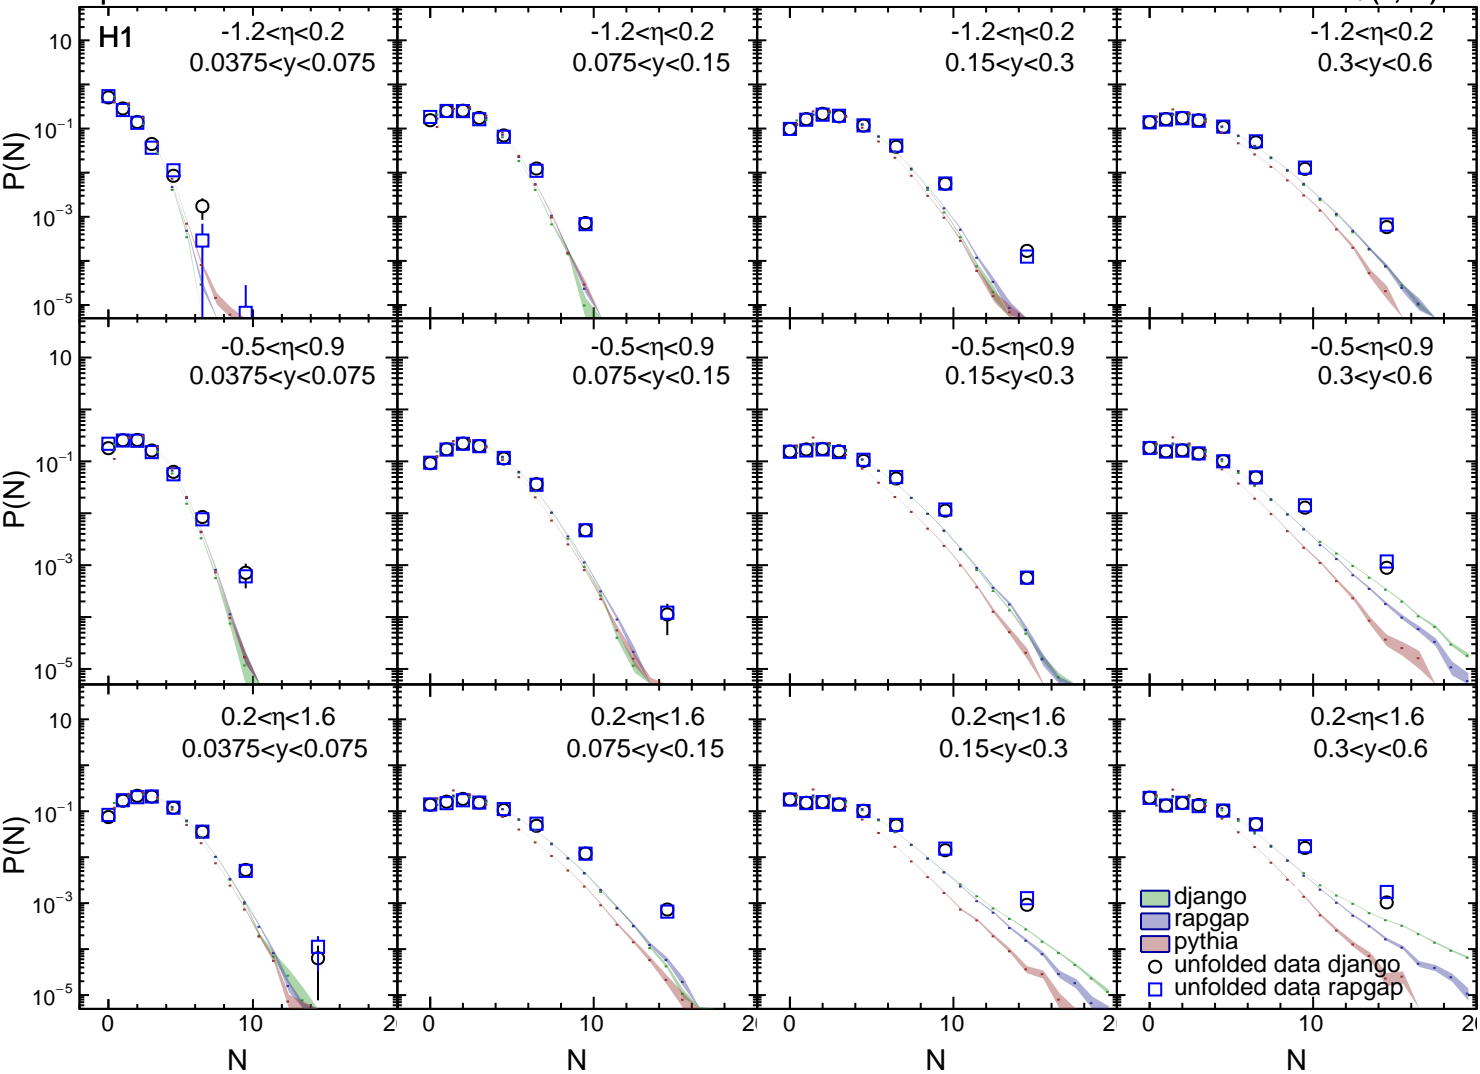 H1
-1.2<η<0.2
0.0375<y<0.075
-1.2<η<0.2
0.075<y<0.15
-1.2<η<0.2
0.15<y<0.3
-1.2<η<0.2
0.3<y<0.6
P(N)
10
10⁻¹
10⁻³
10⁻⁵
-0.5<η<0.9
0.0375<y<0.075
-0.5<η<0.9
0.075<y<0.15
-0.5<η<0.9
0.15<y<0.3
-0.5<η<0.9
0.3<y<0.6
P(N)
10
10⁻¹
10⁻³
10⁻⁵
0.2<η<1.6
0.0375<y<0.075
0.2<η<1.6
0.075<y<0.15
0.2<η<1.6
0.15<y<0.3
0.2<η<1.6
0.3<y<0.6
P(N)
10
10⁻¹
10⁻³
10⁻⁵
django
rapgap
pythia
unfolded data django
unfolded data rapgap
0 10
0 10
0 10
0 10
N
N
N
N